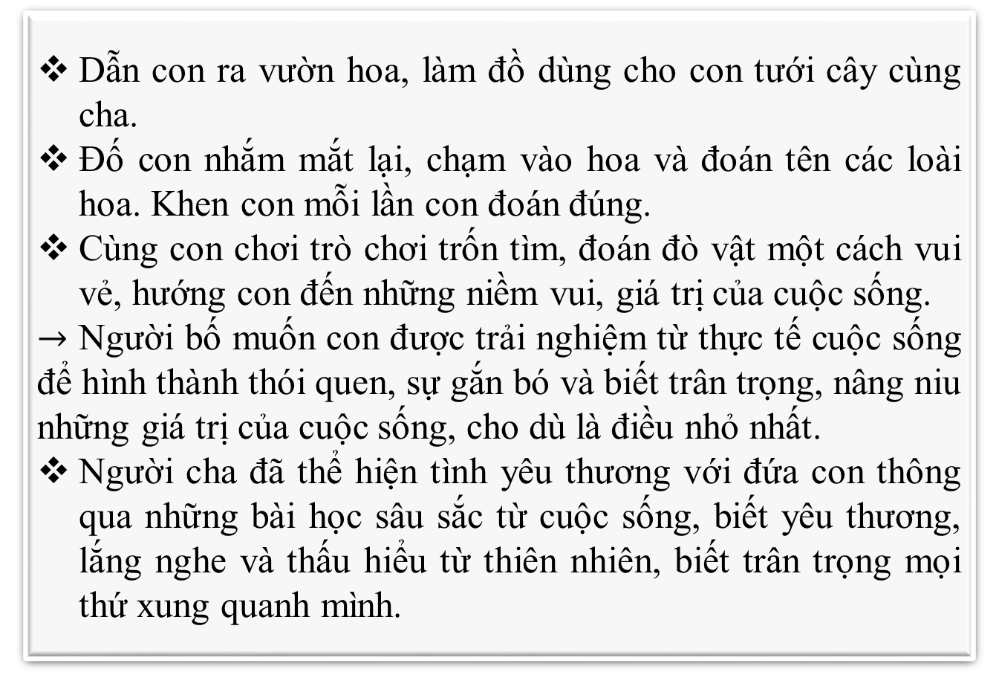 ❖ Dẫn con ra vườn hoa, làm đồ dùng cho con tưới cây cùng
cha.
❖ Đố con nhắm mắt lại, chạm vào hoa và đoán tên các loài
hoa. Khen con mỗi lần con đoán đúng.
❖ Cùng con chơi trò chơi trốn tìm, đoán đò vật một cách vui
vẻ, hướng con đến những niềm vui, giá trị của cuộc sống.
→ Người bố muốn con được trải nghiệm từ thực tế cuộc sống
để hình thành thói quen, sự gắn bó và biết trân trọng, nâng niu
những giá trị của cuộc sống, cho dù là điều nhỏ nhất.
❖ Người cha đã thể hiện tình yêu thương với đứa con thông
qua những bài học sâu sắc từ cuộc sống, biết yêu thương,
lắng nghe và thấu hiểu từ thiên nhiên, biết trân trọng mọi
thứ xung quanh mình.